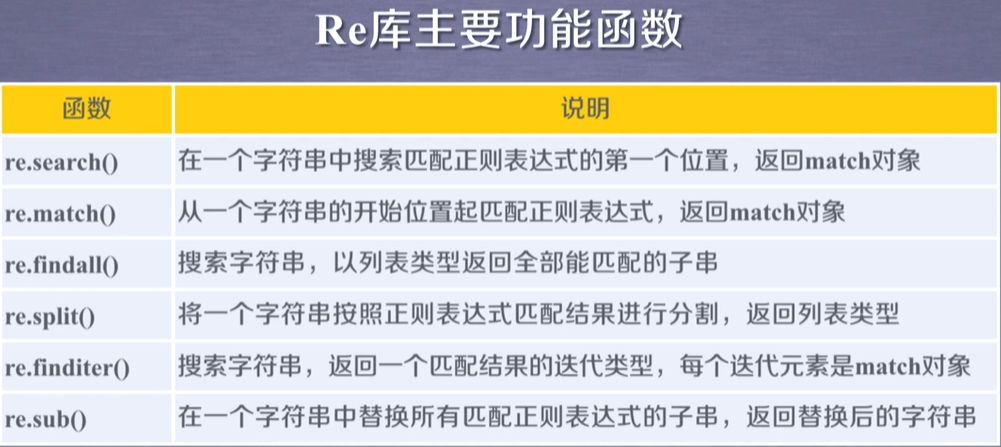 Re库主要功能函数
函数 说明
re.search() 在一个字符串中搜索匹配正则表达式的第一个位置，返回match对象
re.match() 从一个字符串的开始位置起匹配正则表达式，返回match对象
re.findall() 搜索字符串，以列表类型返回全部能匹配的子串
re.split() 将一个字符串按照正则表达式匹配结果进行分割，返回列表类型
re.finditer() 搜索字符串，返回一个匹配结果的迭代类型，每个迭代元素是match对象
re.sub() 在一个字符串中替换所有匹配正则表达式的子串，返回替换后的字符串